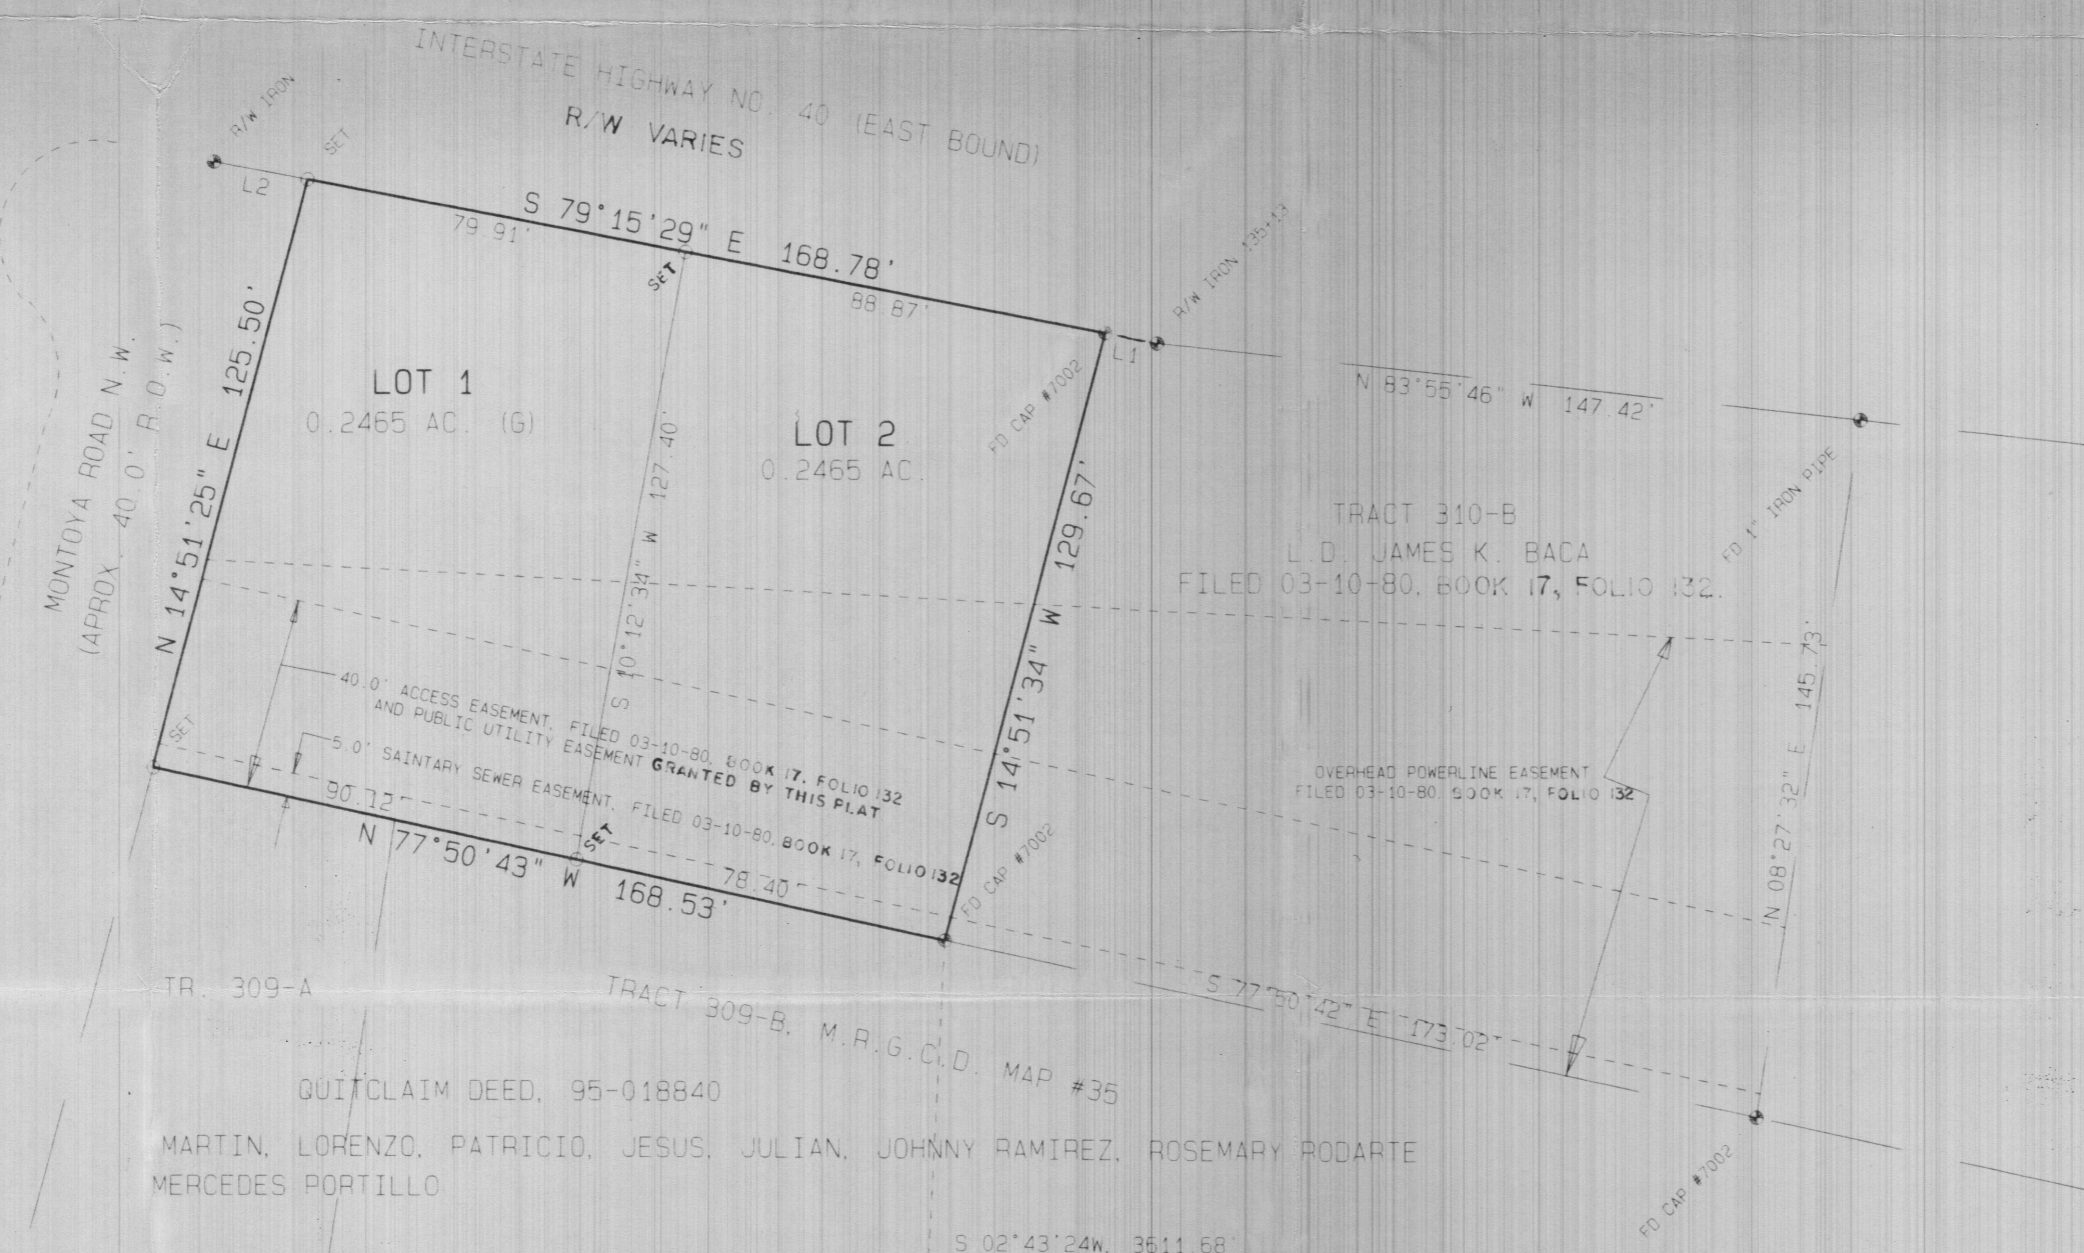 INTERSTATE HIGHWAY NO. 40 (EAST BOUND)
R/W VARIES
R/W IRON
SET
L2
S 79°15'29" E 168.78'
79.91'
SET
88.87'
R/W IRON 135+13
L1
FD CAP #7002
N 83°55'46" W 147.42'
FD 1" IRON PIPE
MONTOYA ROAD N.W.
(APPROX. 40.0' R.O.W.)
N 14°51'25" E 125.50'
LOT 1
0.2465 AC. (G)
S 10°12'34" W 127.40'
LOT 2
0.2465 AC.
S 14°51'34" W 129.67'
TRACT 310-B
L.D. JAMES K. BACA
FILED 03-10-80, BOOK 17, FOLIO 132.
N 08°27'32" E 145.73'
40.0' ACCESS EASEMENT, FILED 03-10-80, BOOK 17, FOLIO 132
AND PUBLIC UTILITY EASEMENT GRANTED BY THIS PLAT
5.0' SAINTARY SEWER EASEMENT, FILED 03-10-80, BOOK 17, FOLIO 132
OVERHEAD POWERLINE EASEMENT
FILED 03-10-80, BOOK 17, FOLIO 132
SET
90.12'
SET
78.40'
N 77°50'43" W 168.53'
FD CAP #7002
S 77°50'42" E 173.02'
TR. 309-A
TRACT 309-B, M.R.G.C.D. MAP #35
QUITCLAIM DEED, 95-018840
MARTIN, LORENZO, PATRICIO, JESUS, JULIAN, JOHNNY RAMIREZ, ROSEMARY RODARTE
MERCEDES PORTILLO
FD CAP #7002
S 02°43'24W, 3611.68'